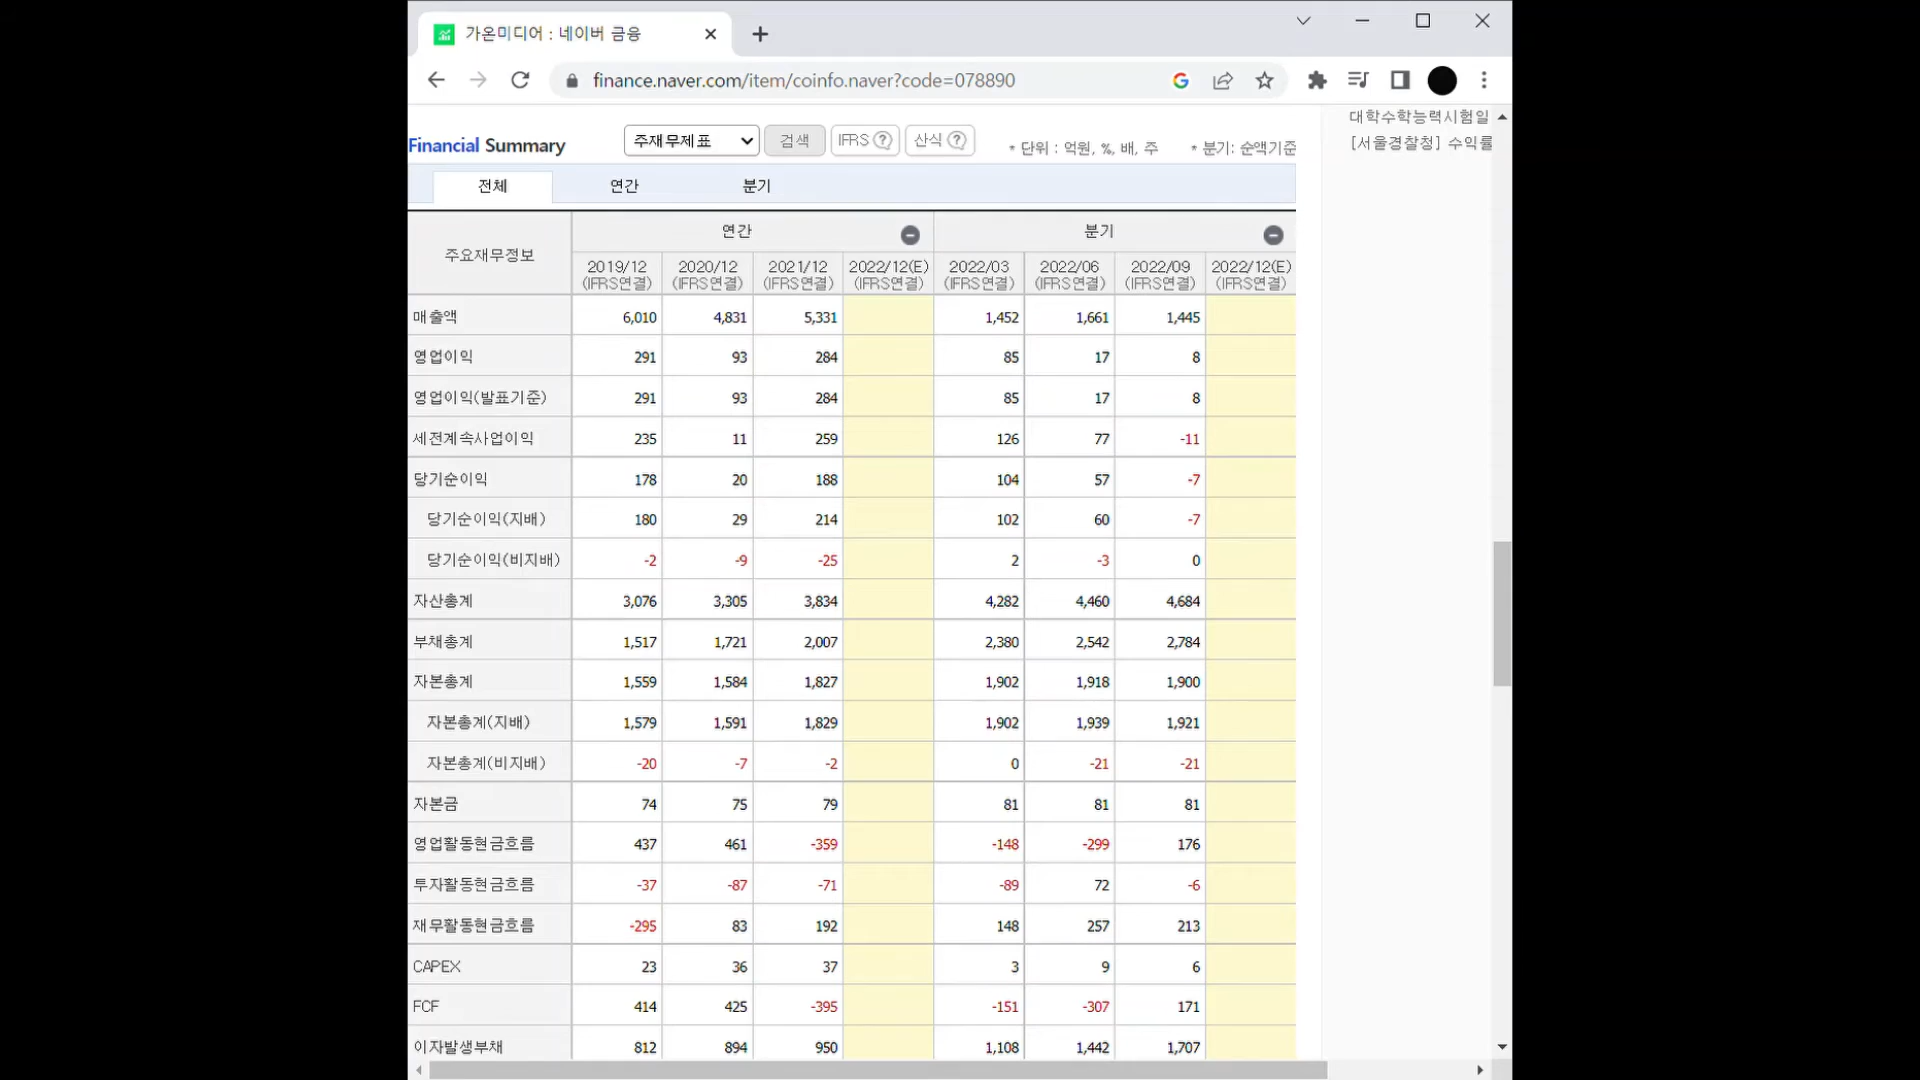 가온미디어 : 네이버 금융
finance.naver.com/item/coinfo.naver?code=078890
대학수학능력시험일
[서울경찰청] 수익률
Financial Summary 주재무제표 검색 IFRS ? 산식 ? * 단위 : 억원, %, 배, 주 * 분기: 순액기준
전체 연간 분기
주요재무정보 연간 분기
2019/12 2020/12 2021/12 2022/12(E) 2022/03 2022/06 2022/09 2022/12(E)
(IFRS연결) (IFRS연결) (IFRS연결) (IFRS연결) (IFRS연결) (IFRS연결) (IFRS연결) (IFRS연결)
매출액 6,010 4,831 5,331 1,452 1,661 1,445
영업이익 291 93 284 85 17 8
영업이익(발표기준) 291 93 284 85 17 8
세전계속사업이익 235 11 259 126 77 -11
당기순이익 178 20 188 104 57 -7
당기순이익(지배) 180 29 214 102 60 -7
당기순이익(비지배) -2 -9 -25 2 -3 0
자산총계 3,076 3,305 3,834 4,282 4,460 4,684
부채총계 1,517 1,721 2,007 2,380 2,542 2,784
자본총계 1,559 1,584 1,827 1,902 1,918 1,900
자본총계(지배) 1,579 1,591 1,829 1,902 1,939 1,921
자본총계(비지배) -20 -7 -2 0 -21 -21
자본금 74 75 79 81 81 81
영업활동현금흐름 437 461 -359 -148 -299 176
투자활동현금흐름 -37 -87 -71 -89 72 -6
재무활동현금흐름 -295 83 192 148 257 213
CAPEX 23 36 37 3 9 6
FCF 414 425 -395 -151 -307 171
이자발생부채 812 894 950 1,108 1,442 1,707